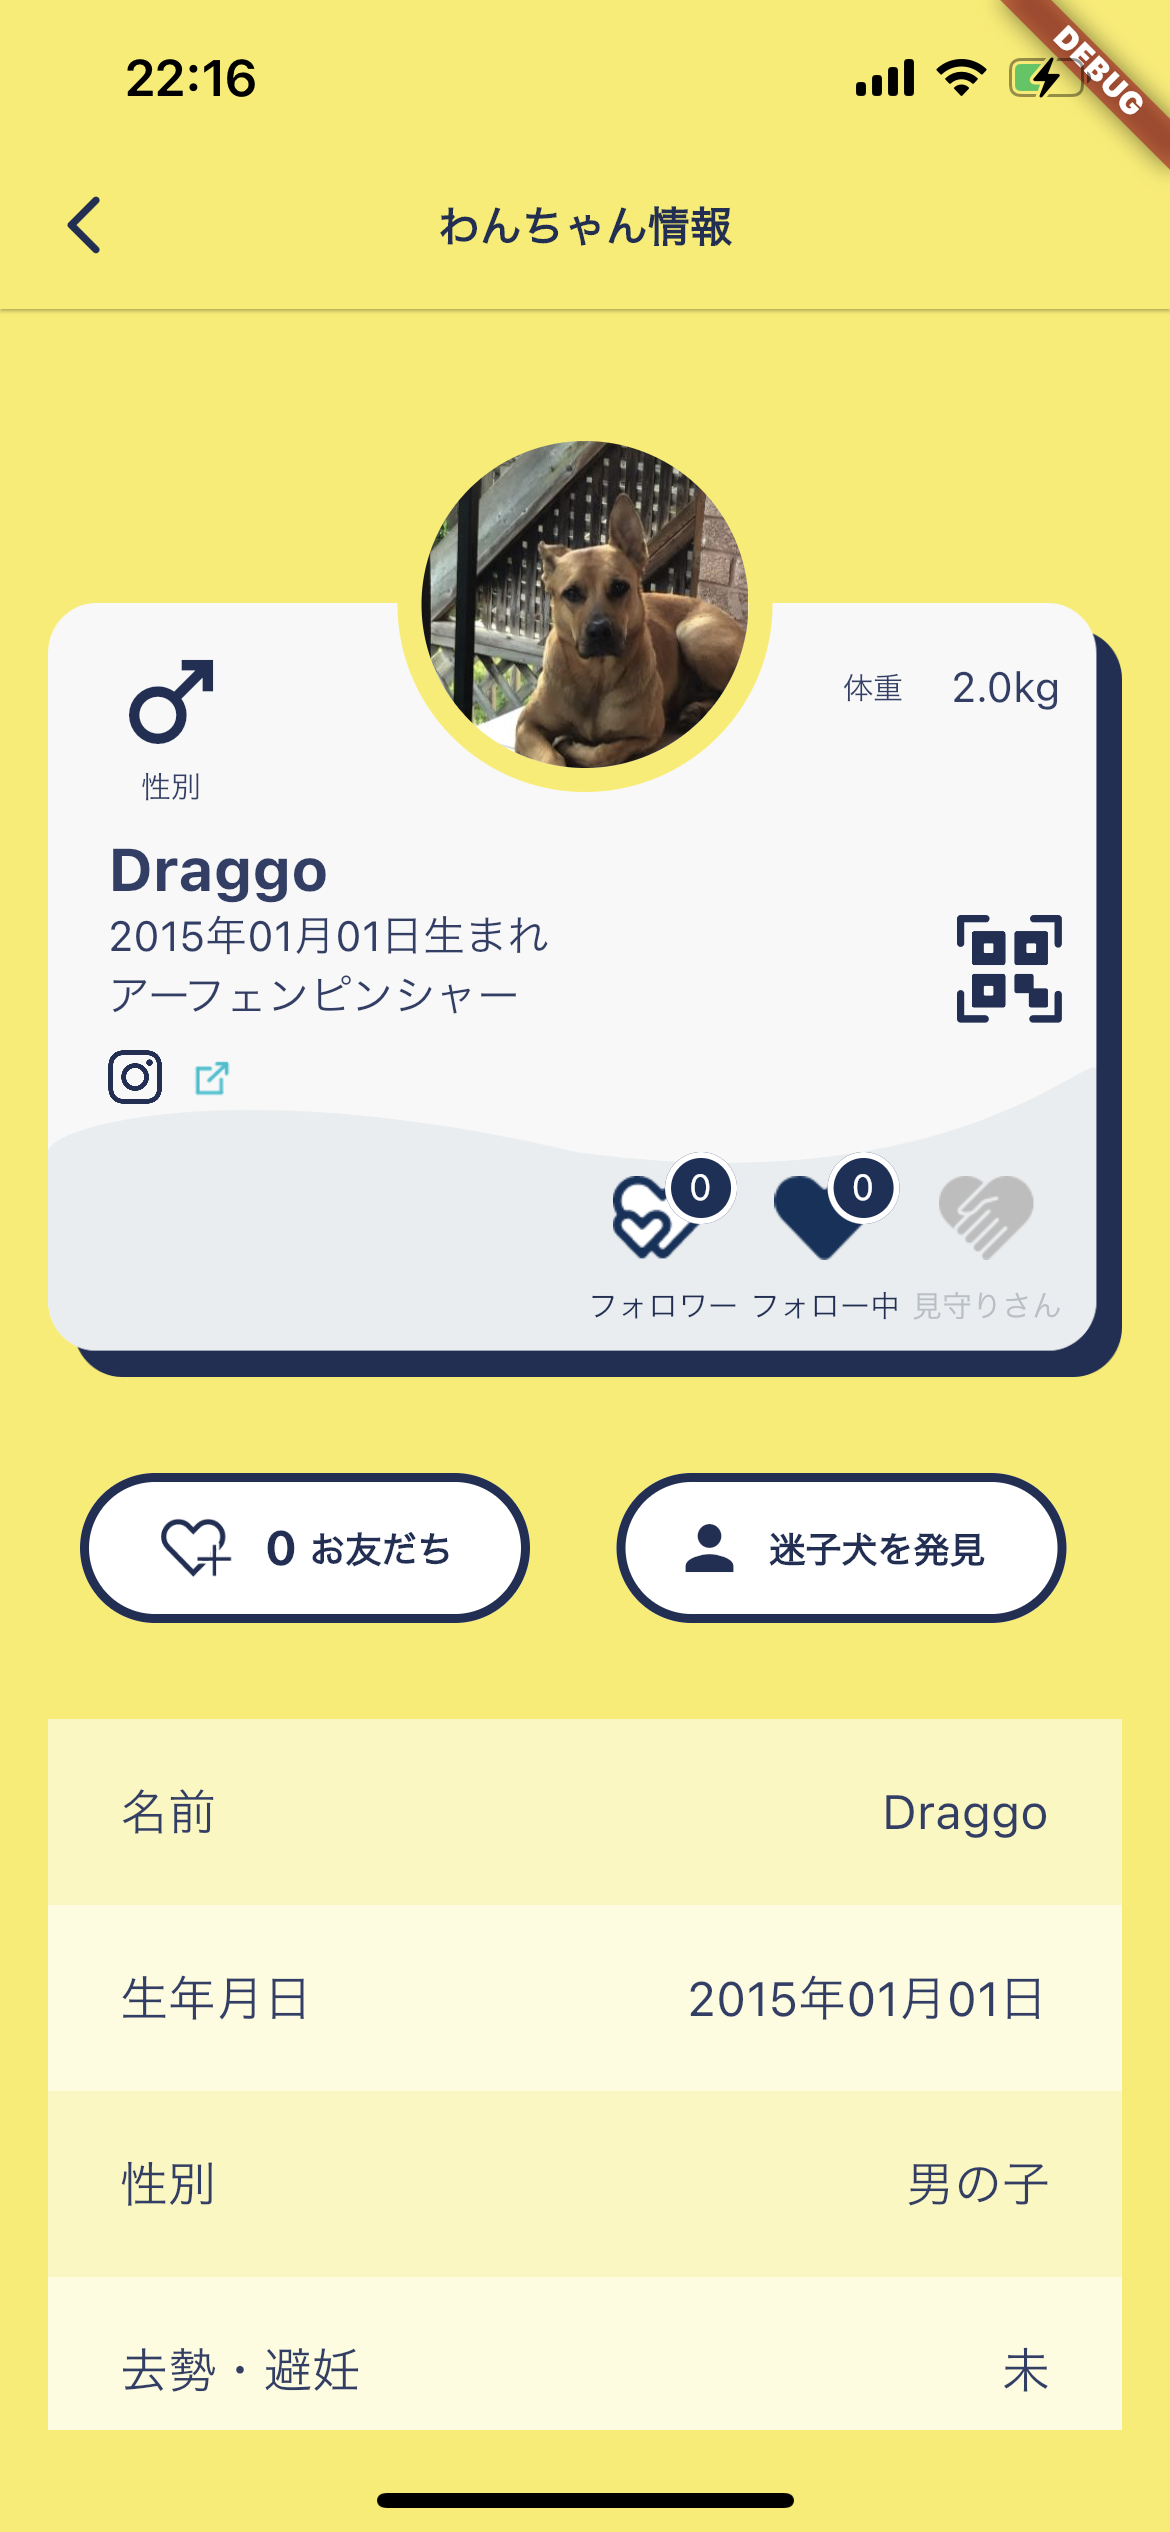 22:16
DEBUG
わんちゃん情報
体重 2.0kg
性別
Draggo
2015年01月01日生まれ
アーフェンピンシャー
0 0
フォロワー フォロー中 見守りさん
0 お友だち
迷子犬を発見
名前 Draggo
生年月日 2015年01月01日
性別 男の子
去勢・避妊 未